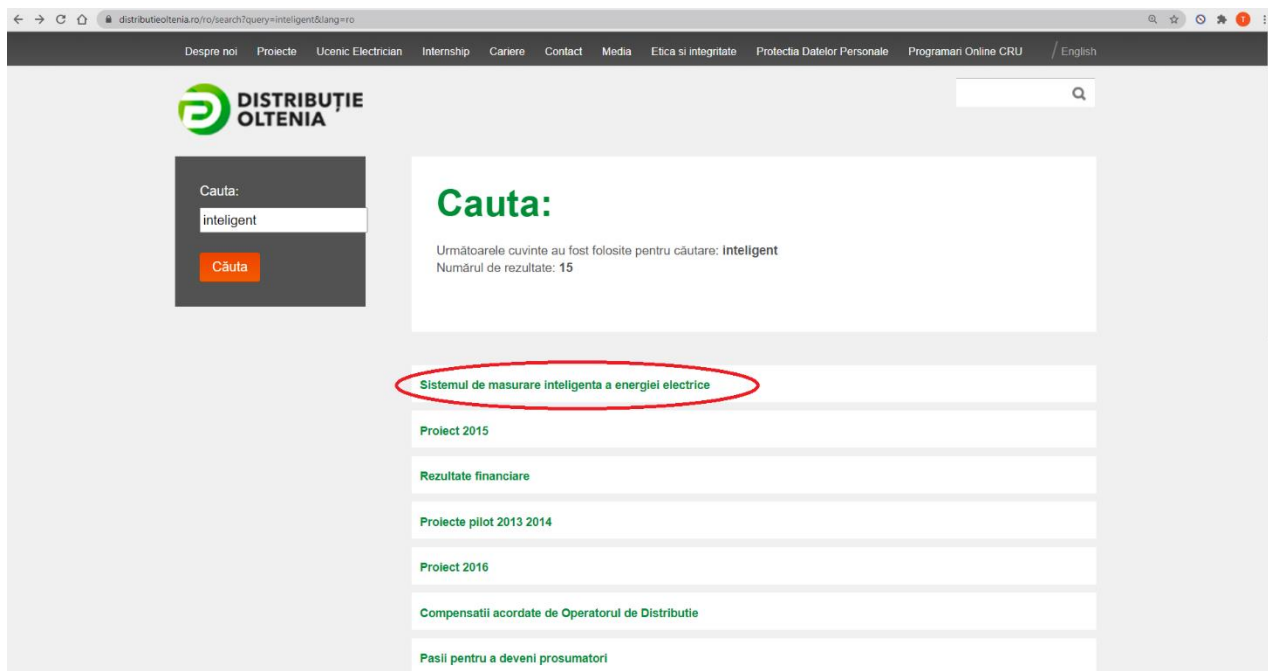 distributieoltenia.ro/ro/search?query=inteligent&lang=ro
T
Despre noi Proiecte Ucenic Electrician Internship Cariere Contact Media Etica si integritate Protectia Datelor Personale Programari Online CRU / English
DISTRIBUȚIE
OLTENIA
Cauta:
inteligent
Căuta
Cauta:
Următoarele cuvinte au fost folosite pentru căutare: inteligent
Numărul de rezultate: 15
Sistemul de masurare inteligenta a energiei electrice
Proiect 2015
Rezultate financiare
Proiecte pilot 2013 2014
Proiect 2016
Compensatii acordate de Operatorul de Distributie
Pasii pentru a deveni prosumatori